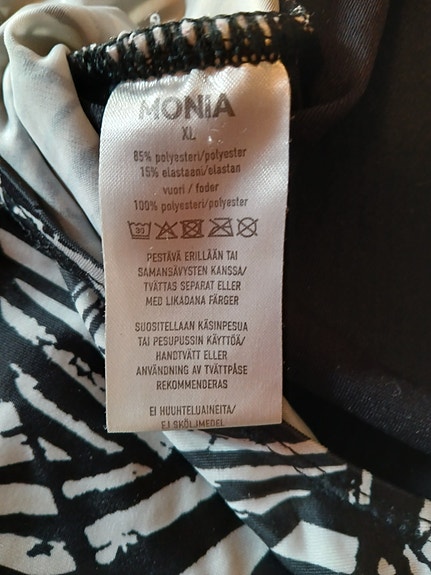 MONIA
XL
85% polyesteri/polyester
15% elastaani/elastan
vuori / foder
100% polyesteri/polyester
30
PESTÄVÄ ERILLÄÄN TAI
SAMANSÄVYSTEN KANSSA/
TVÄTTAS SEPARAT ELLER
MED LIKADANA FÄRGER
SUOSITELLAAN KÄSINPESUA
TAI PESUPUSSIN KÄYTTÖÄ/
HANDTVÄTT ELLER
ANVÄNDNING AV TVÄTTPÅSE
REKOMMENDERAS
EI HUUHTELUAINEITA/
EJ SKÖLJMEDEL